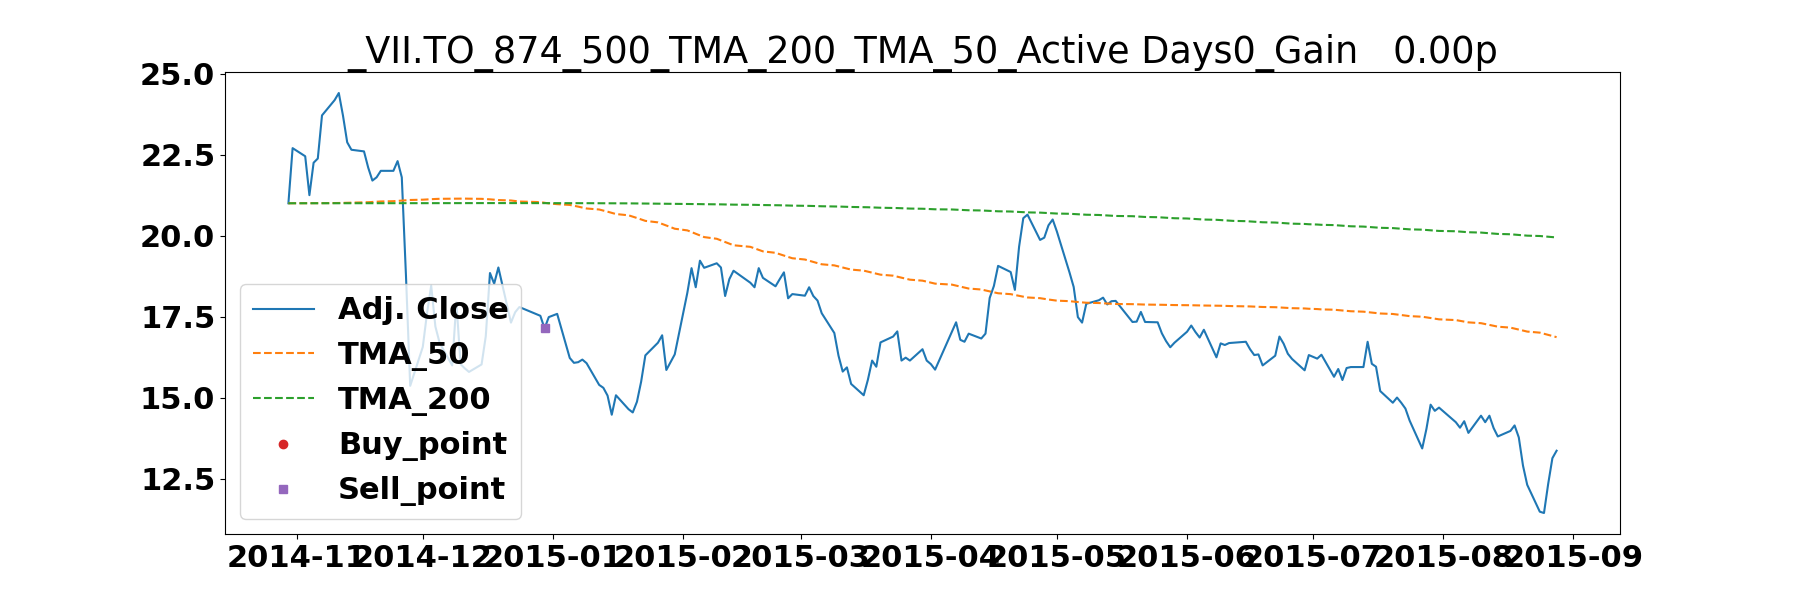 _VII.TO_874_500_TMA_200_TMA_50_Active Days0_Gain   0.00p
25.0
22.5
20.0
17.5
15.0
12.5
Adj. Close
TMA_50
TMA_200
Buy_point
Sell_point
2014-11 2014-12 2015-01 2015-02 2015-03 2015-04 2015-05 2015-06 2015-07 2015-08 2015-09